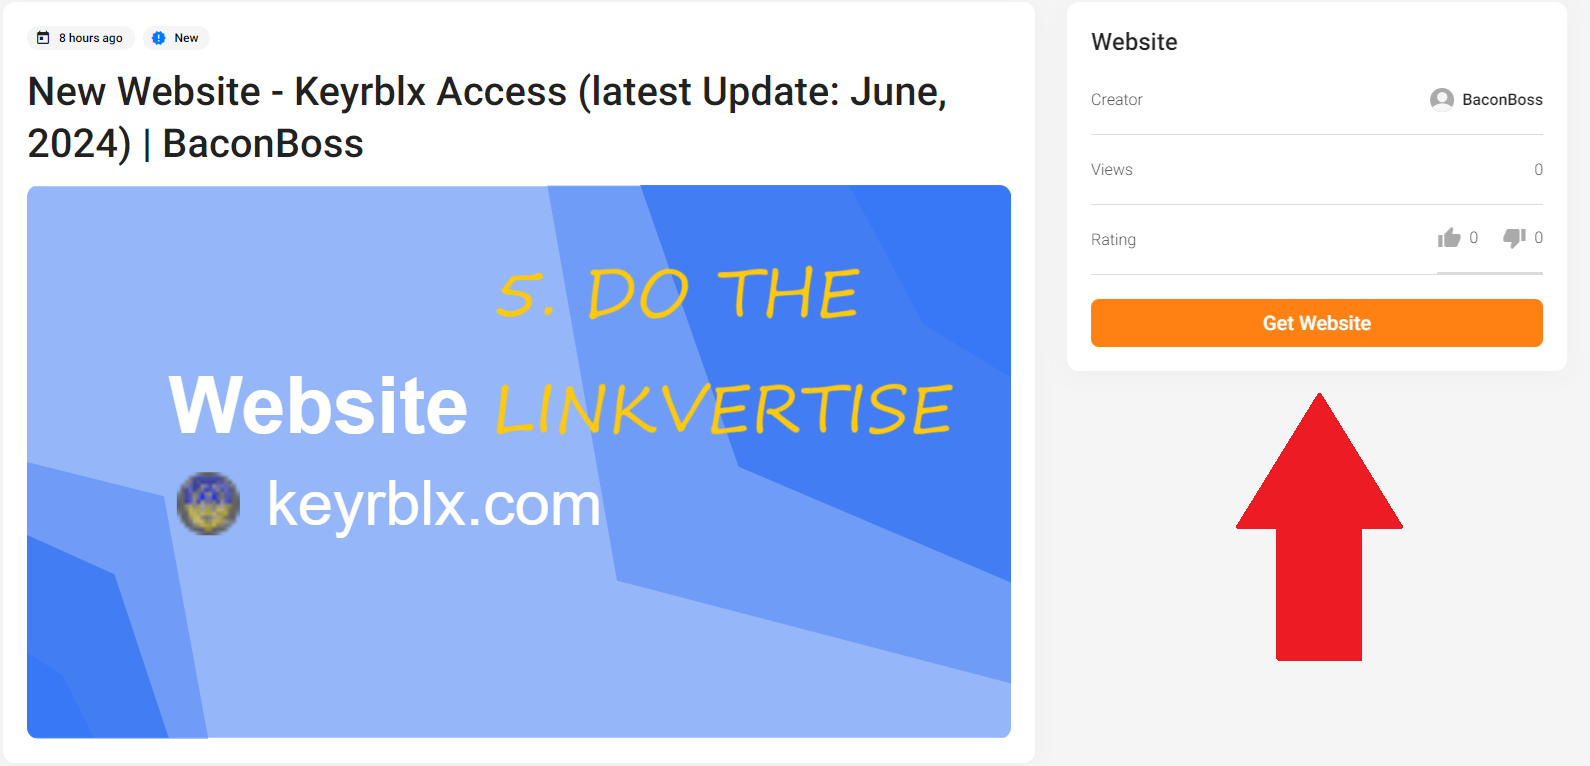 8 hours ago New
New Website - Keyrblx Access (latest Update: June,
2024) | BaconBoss
5. DO THE
Website LINKVERTISE
keyrblx.com
Website
Creator BaconBoss
Views 0
Rating 0 0
Get Website